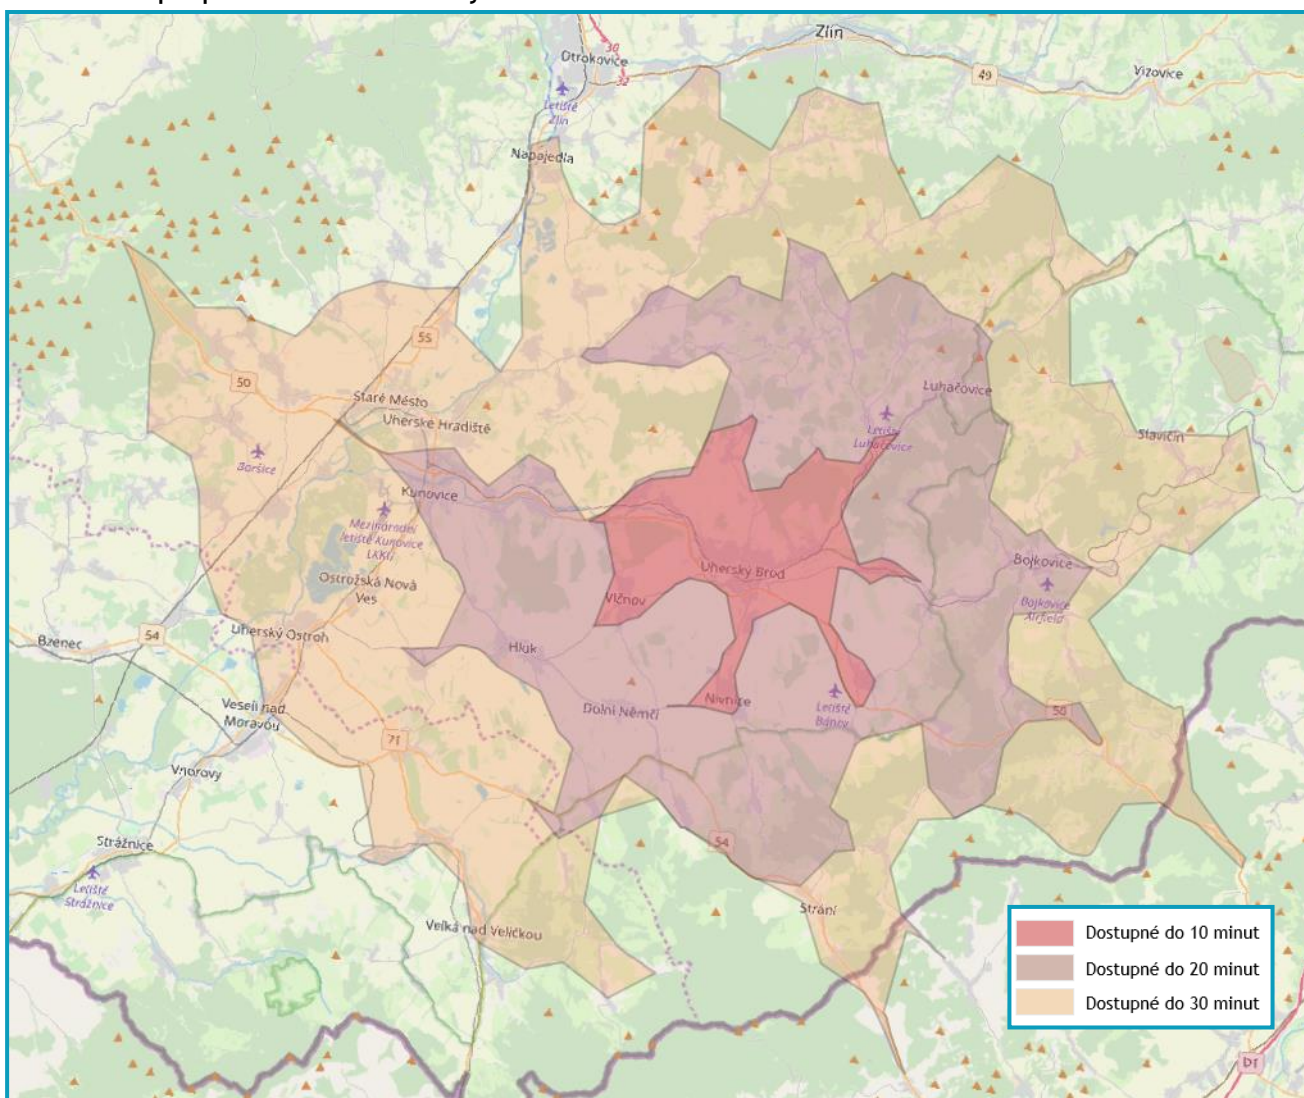 Zlín
30
Otrokovice
32
49
Vizovice
Letiště
Zlín
Napajedla
55
50
Staré Město
Uherské Hradiště
Luhačovice
Letiště
Luhačovice
Slavičín
Boršice
Kunovice
Mezinárodní
letiště Kunovice
LKKU
Uherský Brod
Bojkovice
Bojkovice
Airfield
Ostrožská Nová
Ves
Vlčnov
54
Uherský Ostroh
Bzenec
Hluk
Nivnice
Letiště
Bánov
Dolní Němčí
50
Veselí nad
Moravou
71
Vnorovy
54
Strážnice
Letiště
Strážnice
Strání
Velká nad Veličkou
Dostupné do 10 minut
Dostupné do 20 minut
Dostupné do 30 minut
D1